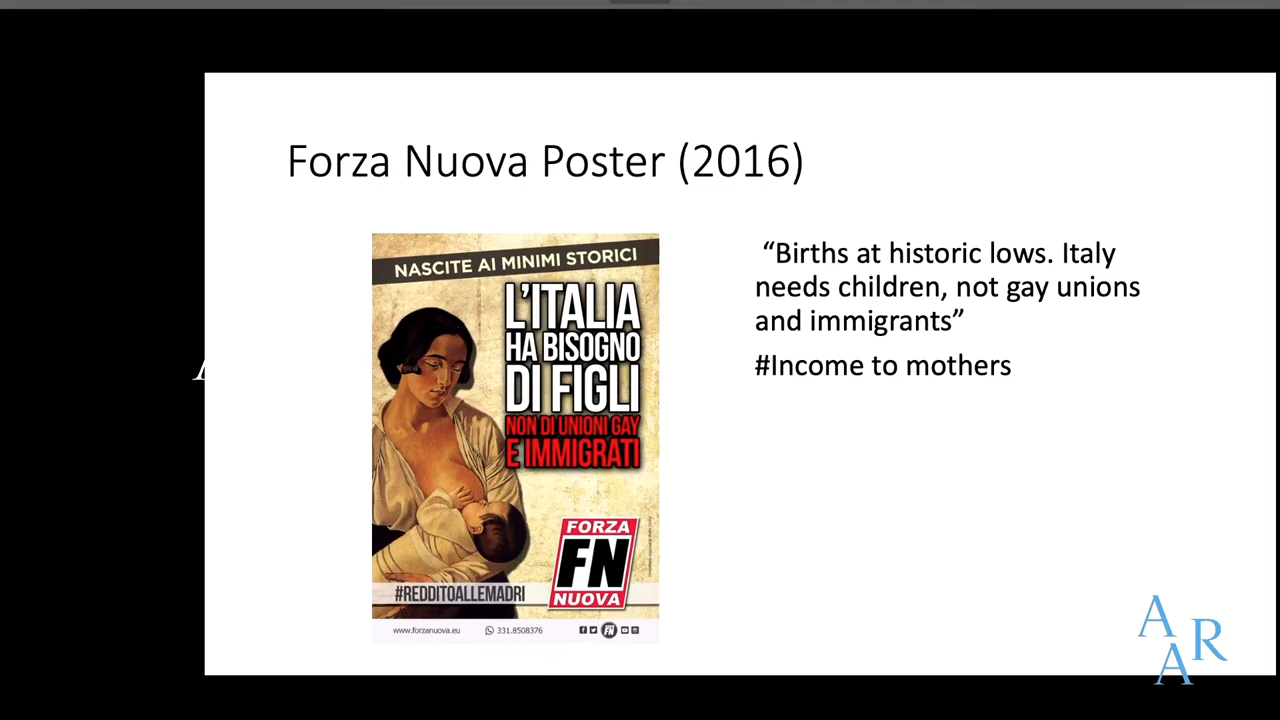 Forza Nuova Poster (2016)
NASCITE AI MINIMI STORICI
L'ITALIA
HA BISOGNO
DI FIGLI
NON DI UNIONI GAY
E IMMIGRATI
FORZA
FN
NUOVA
#REDDITOALLEMADRI
www.forzanuova.eu 331.8508376
“Births at historic lows. Italy
needs children, not gay unions
and immigrants”
#Income to mothers
A
A R